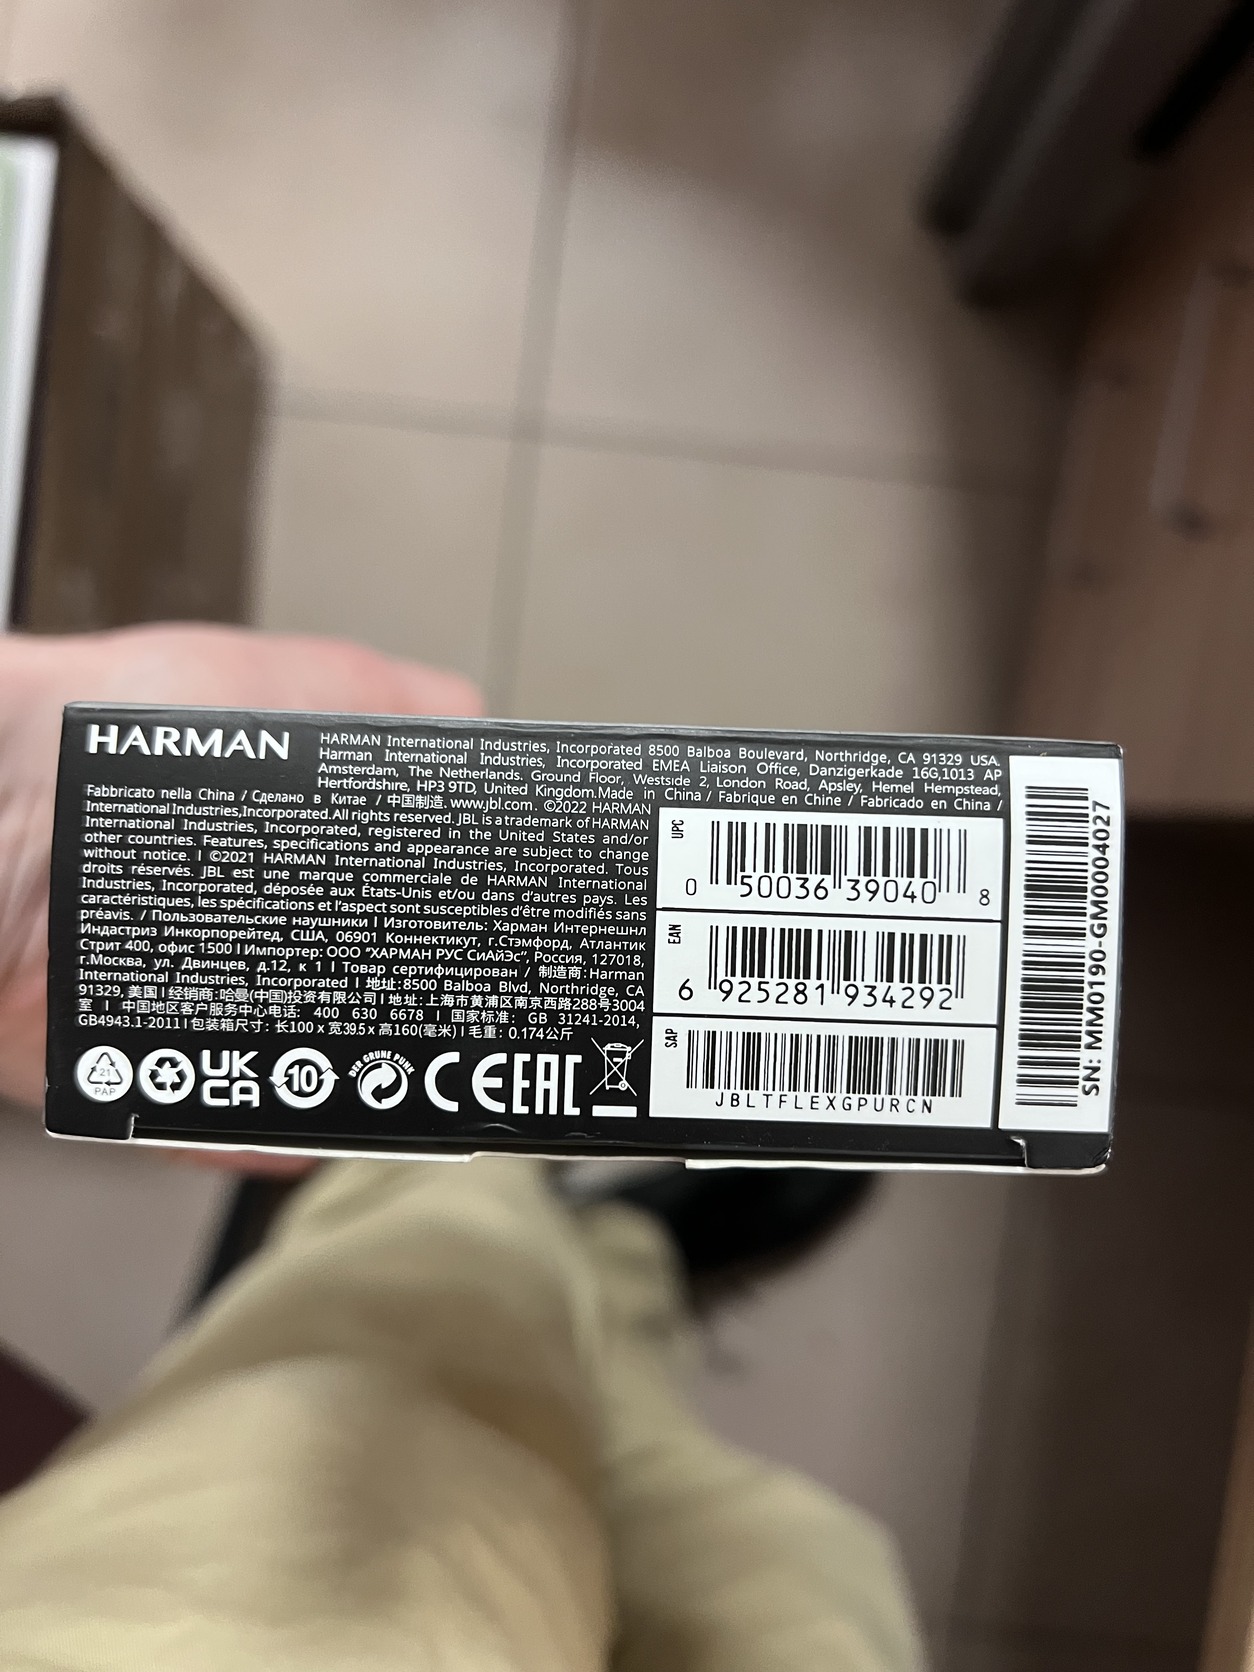 HARMAN
HARMAN International Industries, Incorporated 8500 Balboa Boulevard, Northridge, CA 91329 USA.
Harman International Industries, Incorporated EMEA Liaison Office, Danzigerkade 16G,1013 AP
Amsterdam, The Netherlands. Ground Floor, Westside 2, London Road, Apsley, Hemel Hempstead,
Hertfordshire, HP3 9TD, United Kingdom.Made in China / Fabrique en Chine / Fabricado en China /
Fabbricato nella China / Сделано в Китае / 中国制造. www.jbl.com. ©2022 HARMAN
International Industries, Incorporated. All rights reserved. JBL is a trademark of HARMAN
International Industries, Incorporated, registered in the United States and/or
other countries. Features, specifications and appearance are subject to change
without notice. I ©2021 HARMAN International Industries, Incorporated. Tous
droits réservés. JBL est une marque commerciale de HARMAN International
Industries, Incorporated, déposée aux États-Unis et/ou dans d'autres pays. Les
caractéristiques, les spécifications et l'aspect sont susceptibles d'être modifiés sans
préavis. / Пользовательские наушники I Изготовитель: Харман Интернешнл
Индастриз Инкорпорейтед, США, 06901 Коннектикут, г.Стэмфорд, Атлантик
Стрит 400, офис 1500 I Импортер: ООО "ХАРМАН РУС СиАйЭс", Россия, 127018,
г.Москва, ул. Двинцев, д.12, к 1 I Товар сертифицирован / 制造商: Harman
International Industries, Incorporated I 地址:8500 Balboa Blvd, Northridge, CA
91329, 美国 I 经销商: 哈曼(中国)投资有限公司 I 地址: 上海市黄浦区南京西路288号3004
室 I 中国地区客户服务中心电话: 400 630 6678 I 国家标准: GB 31241-2014,
GB4943.1-2011 I 包装箱尺寸: 长100 x 宽39.5 x 高160(毫米) I 毛重: 0.174公斤
21
PAP
UK
CA
10
DER GRÜNE PUNKT
CE
EAC
UPC
0 50036 39040 8
EAN
6 925281 934292
SAP
JBLTFLEXGPURCN
SN: MM0190-GM0004027